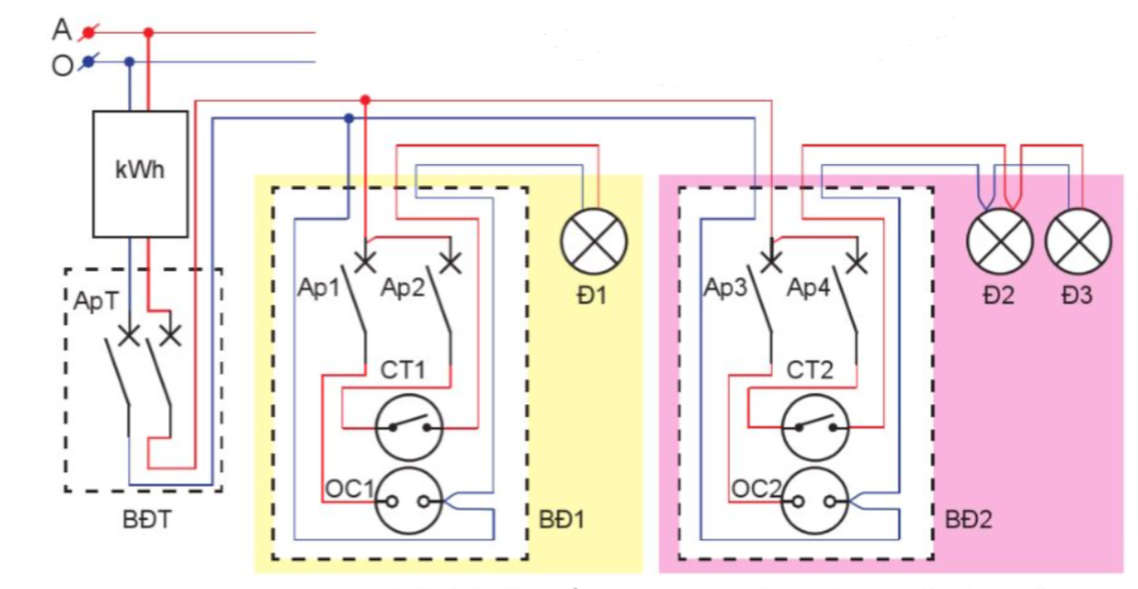 A
O
kWh
ApT
BĐT
Ap1
Ap2
CT1
OC1
BĐ1
Đ1
Ap3
Ap4
CT2
OC2
BĐ2
Đ2
Đ3